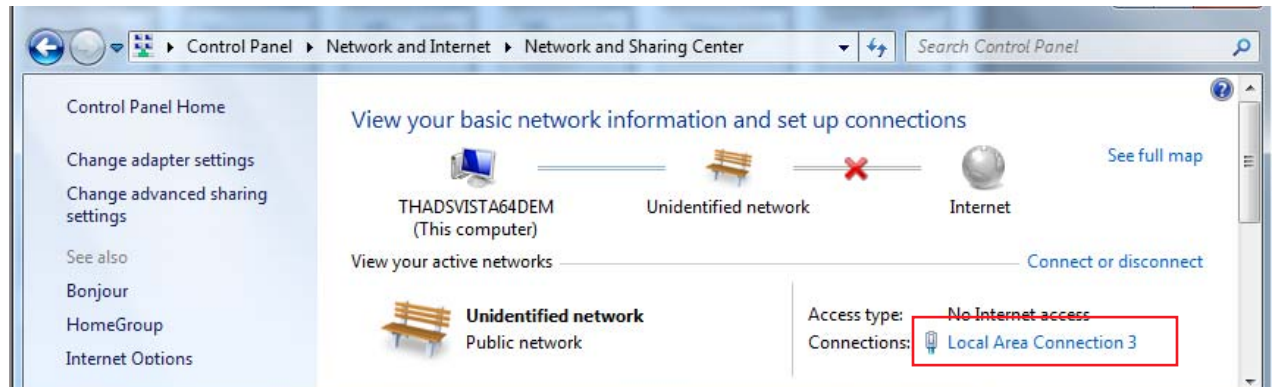 Control Panel ▸ Network and Internet ▸ Network and Sharing Center
Search Control Panel
Control Panel Home
Change adapter settings
Change advanced sharing
settings
See also
Bonjour
HomeGroup
Internet Options
View your basic network information and set up connections
See full map
THADSVISTA64DEM
(This computer)
Unidentified network
Internet
View your active networks
Connect or disconnect
Unidentified network
Public network
Access type: No Internet access
Connections: Local Area Connection 3